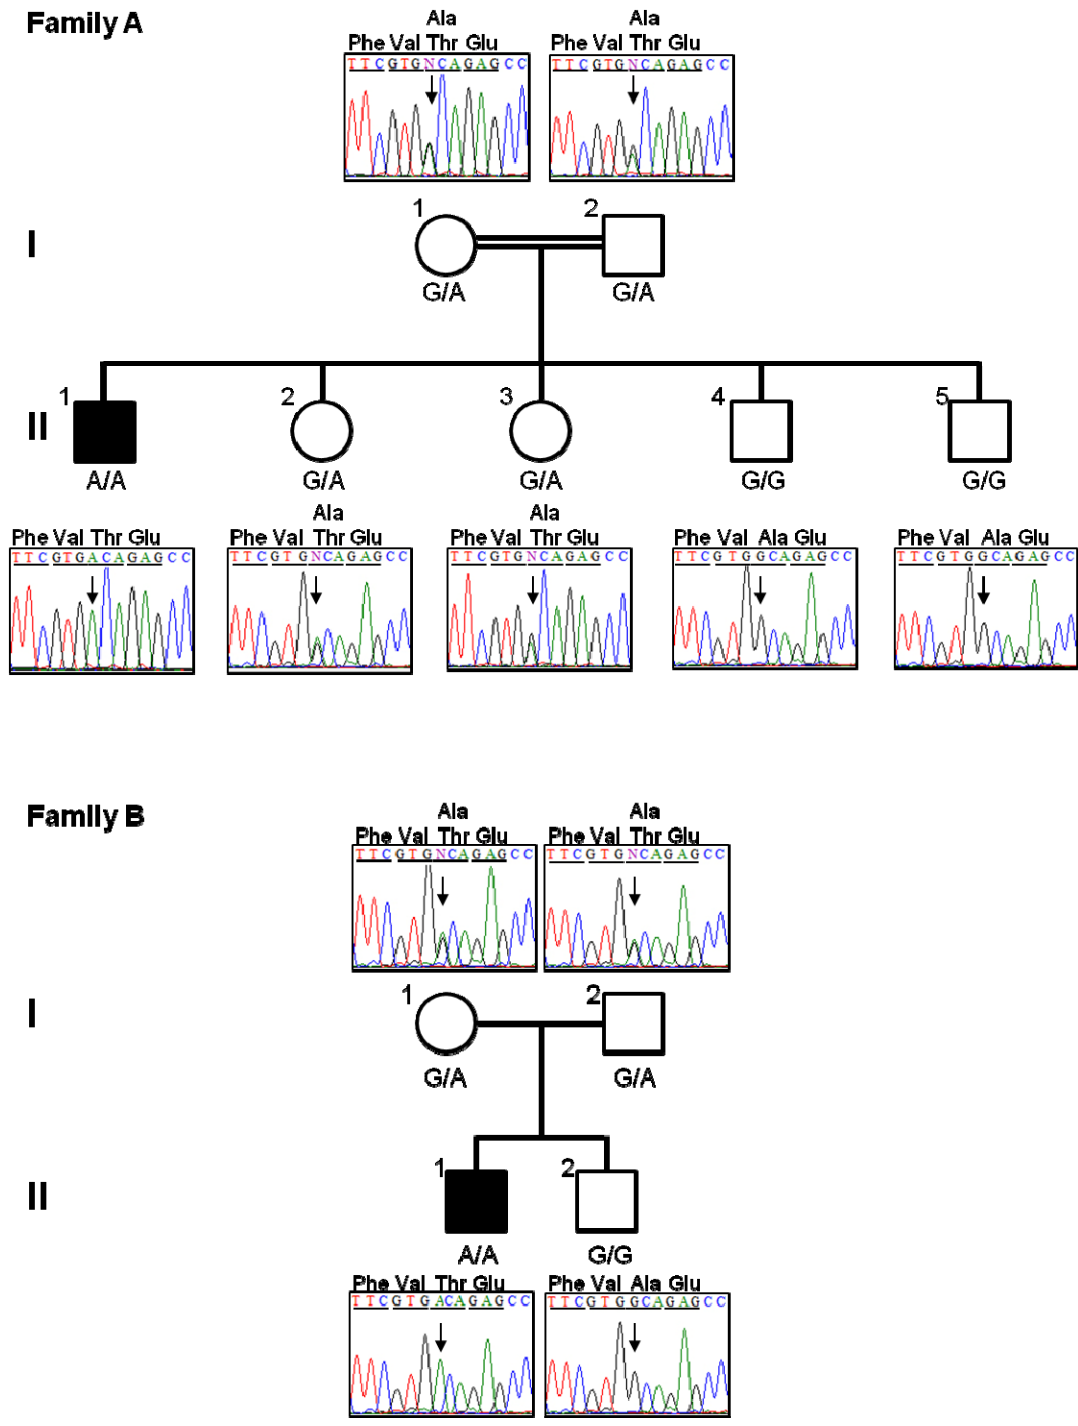 Family A
Ala Ala
Phe Val Thr Glu Phe Val Thr Glu
TTCGTGNCAGAGCC TTCGTGNCAGAGCC
1 2
I
G/A G/A
1 2 3 4 5
II
A/A G/A G/A G/G G/G
Ala Ala
Phe Val Thr Glu Phe Val Thr Glu Phe Val Thr Glu Phe Val Ala Glu Phe Val Ala Glu
TTCGTGACAGAGCC TTCGTGNCAGAGCC TTCGTGNCAGAGCC TTCGTGGCAGAGCC TTCGTGGCAGAGCC
Family B
Ala Ala
Phe Val Thr Glu Phe Val Thr Glu
TTCGTGNCAGAGCC TTCGTGNCAGAGCC
1 2
I
G/A G/A
1 2
II
A/A G/G
Phe Val Thr Glu Phe Val Ala Glu
TTCGTGACAGAGCC TTCGTGGCAGAGCC